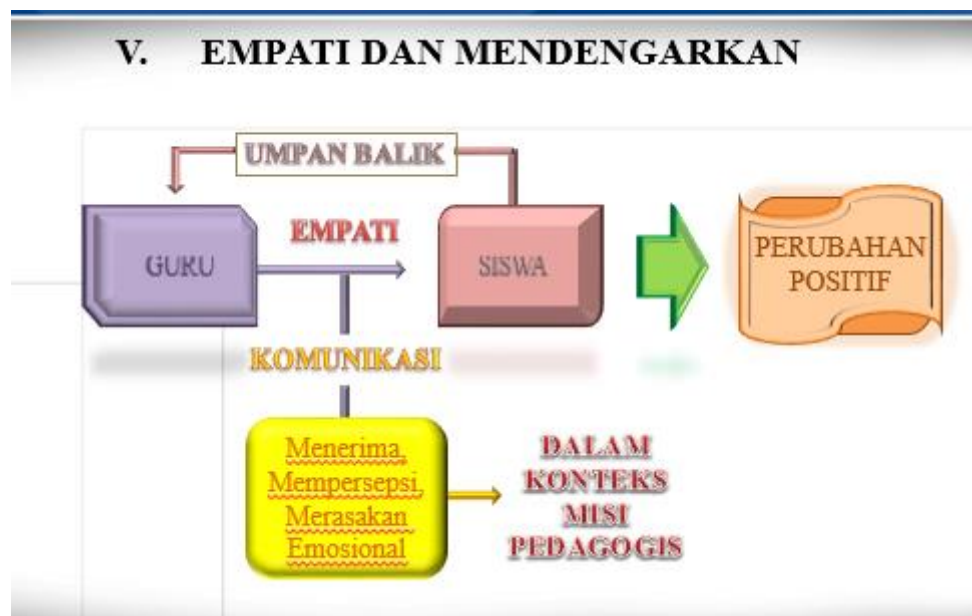 V. EMPATI DAN MENDENGARKAN
UMPAN BALIK
GURU
EMPATI
SISWA
PERUBAHAN
POSITIF
KOMUNIKASI
Menerima,
Mempersepsi,
Merasakan
Emosional
DALAM
KONTEKS
MISI
PEDAGOGIS